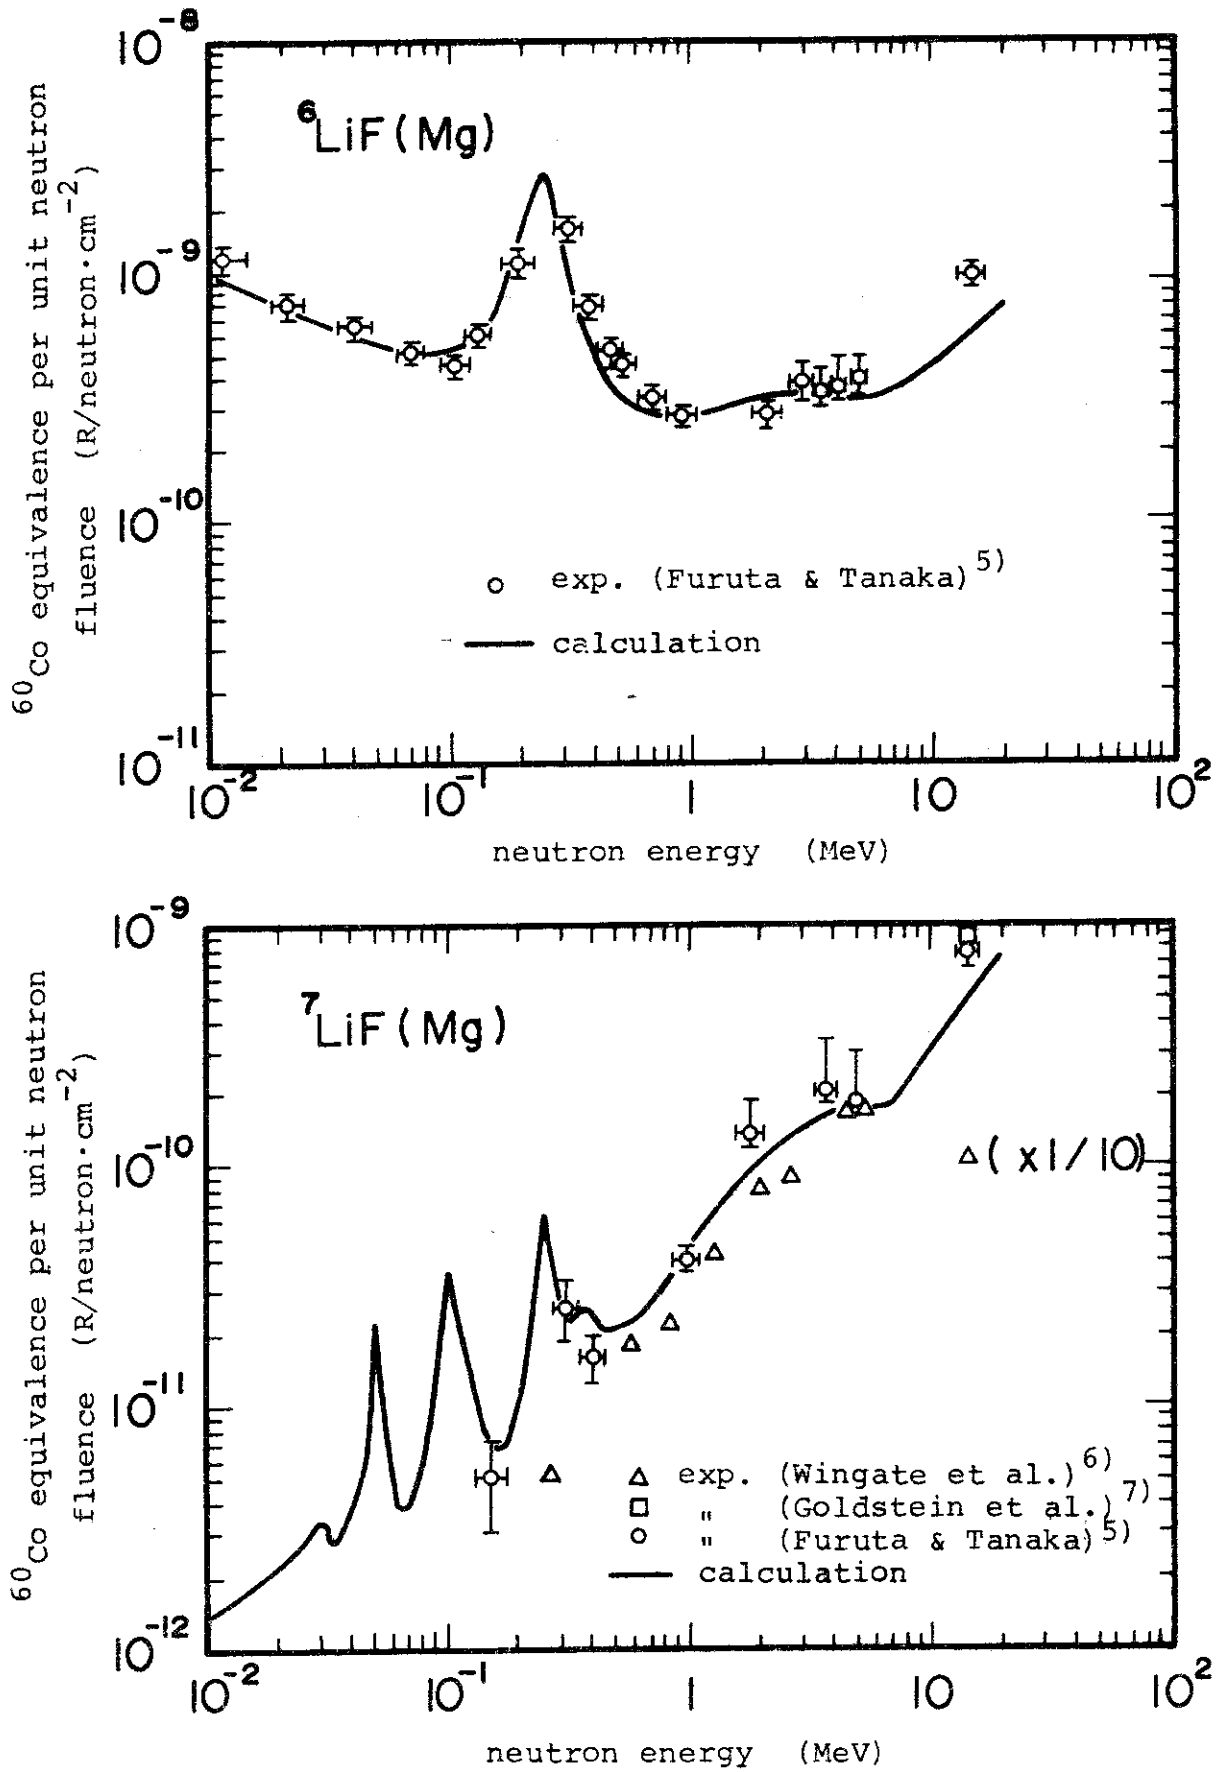 10⁻⁸
⁶LiF(Mg)
10⁻⁹
10⁻¹⁰
10⁻¹¹
⁶⁰Co equivalence per unit neutron
fluence (R/neutron·cm⁻²)
exp. (Furuta & Tanaka)⁵⁾
calculation
10⁻² 10⁻¹ 1 10 10²
neutron energy (MeV)
10⁻⁹
⁷LiF(Mg)
10⁻¹⁰
10⁻¹¹
10⁻¹²
⁶⁰Co equivalence per unit neutron
fluence (R/neutron·cm⁻²)
(x1/10)
exp. (Wingate et al.)⁶⁾
" (Goldstein et al.)⁷⁾
" (Furuta & Tanaka)⁵⁾
calculation
10⁻² 10⁻¹ 1 10 10²
neutron energy (MeV)